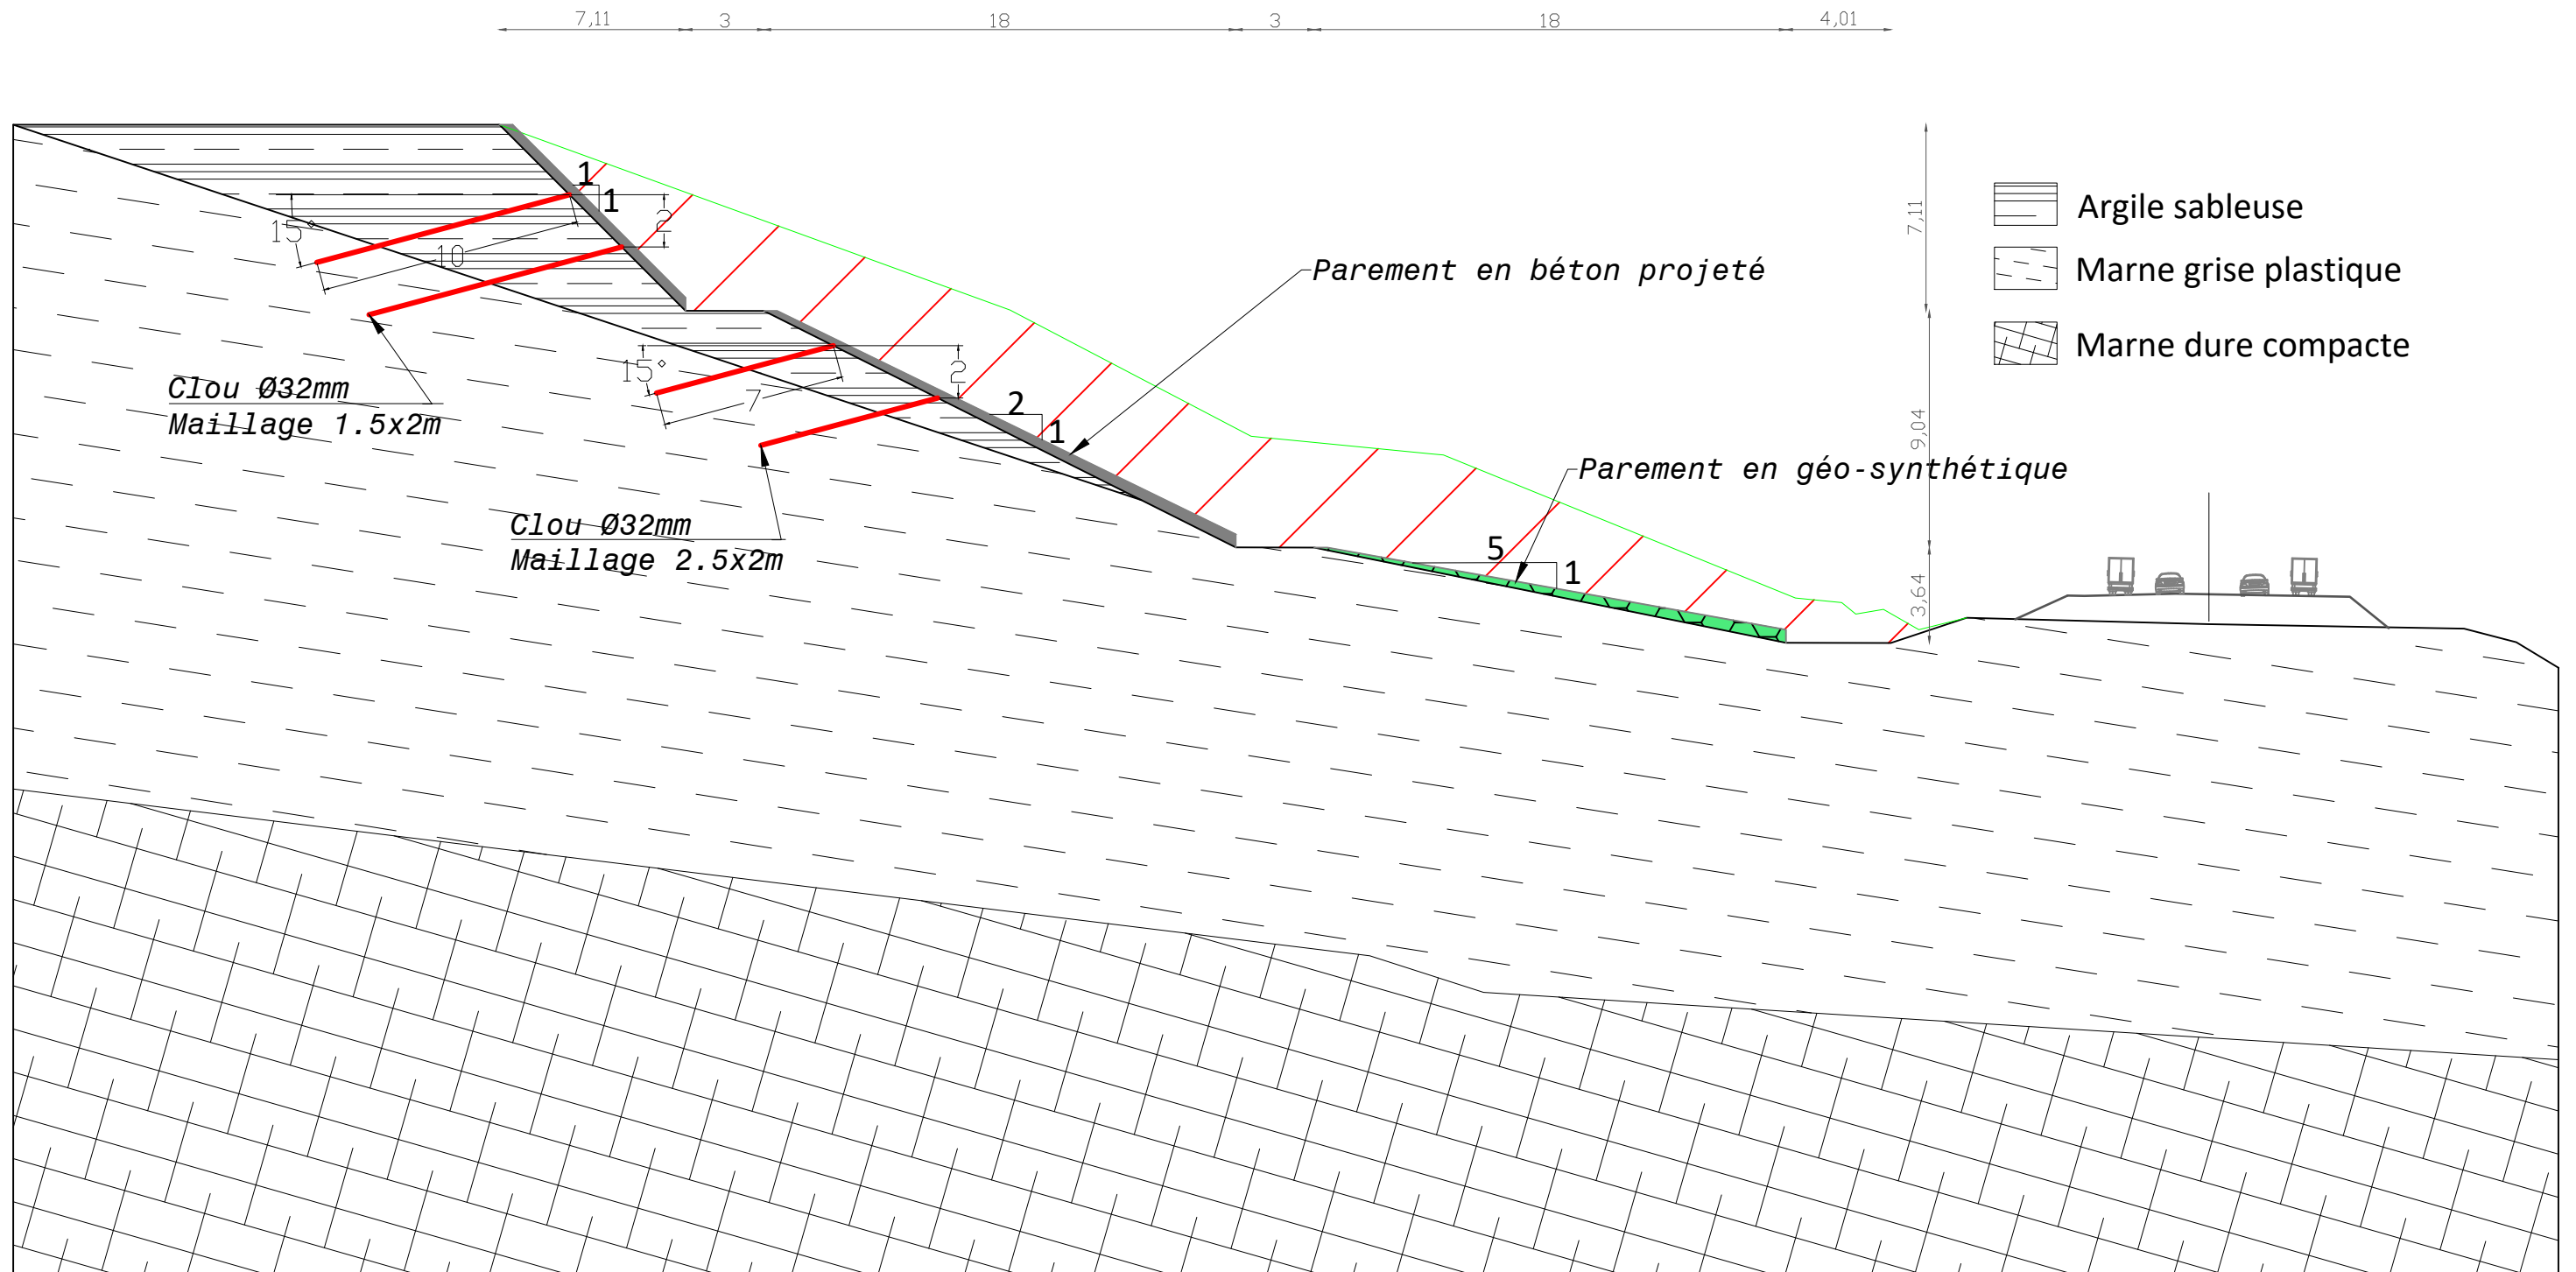 7,11 3 18 3 18 4,01
1
1
2
15°
10
7,11
Argile sableuse
Marne grise plastique
Marne dure compacte
Parement en béton projeté
15°
7
2
Clou Ø32mm
Maillage 1.5x2m
2
1
9,04
Parement en géo-synthétique
Clou Ø32mm
Maillage 2.5x2m
5
1
3,64